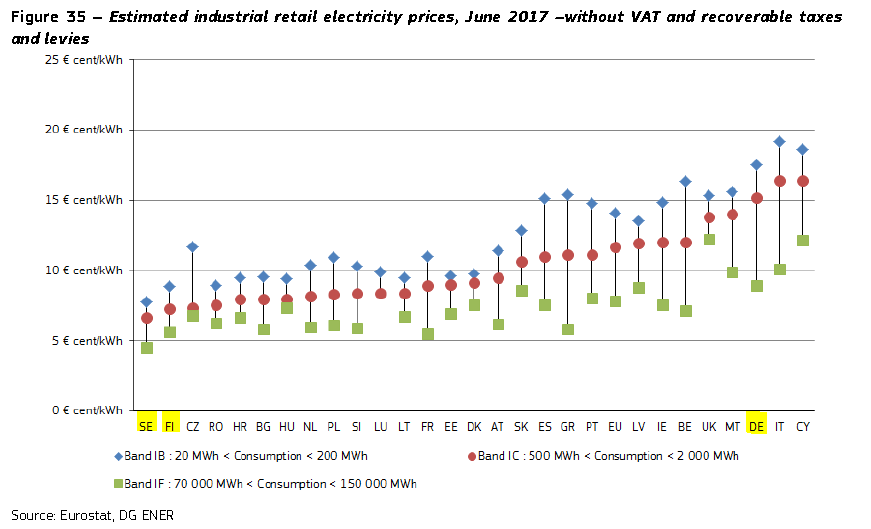 Figure 35 – Estimated industrial retail electricity prices, June 2017 –without VAT and recoverable taxes
and levies
25 € cent/kWh
20 € cent/kWh
15 € cent/kWh
10 € cent/kWh
5 € cent/kWh
0 € cent/kWh
SE FI CZ RO HR BG HU NL PL SI LU LT FR EE DK AT SK ES GR PT EU LV IE BE UK MT DE IT CY
Band IB : 20 MWh < Consumption < 200 MWh Band IC : 500 MWh < Consumption < 2 000 MWh
Band IF : 70 000 MWh < Consumption < 150 000 MWh
Source: Eurostat, DG ENER